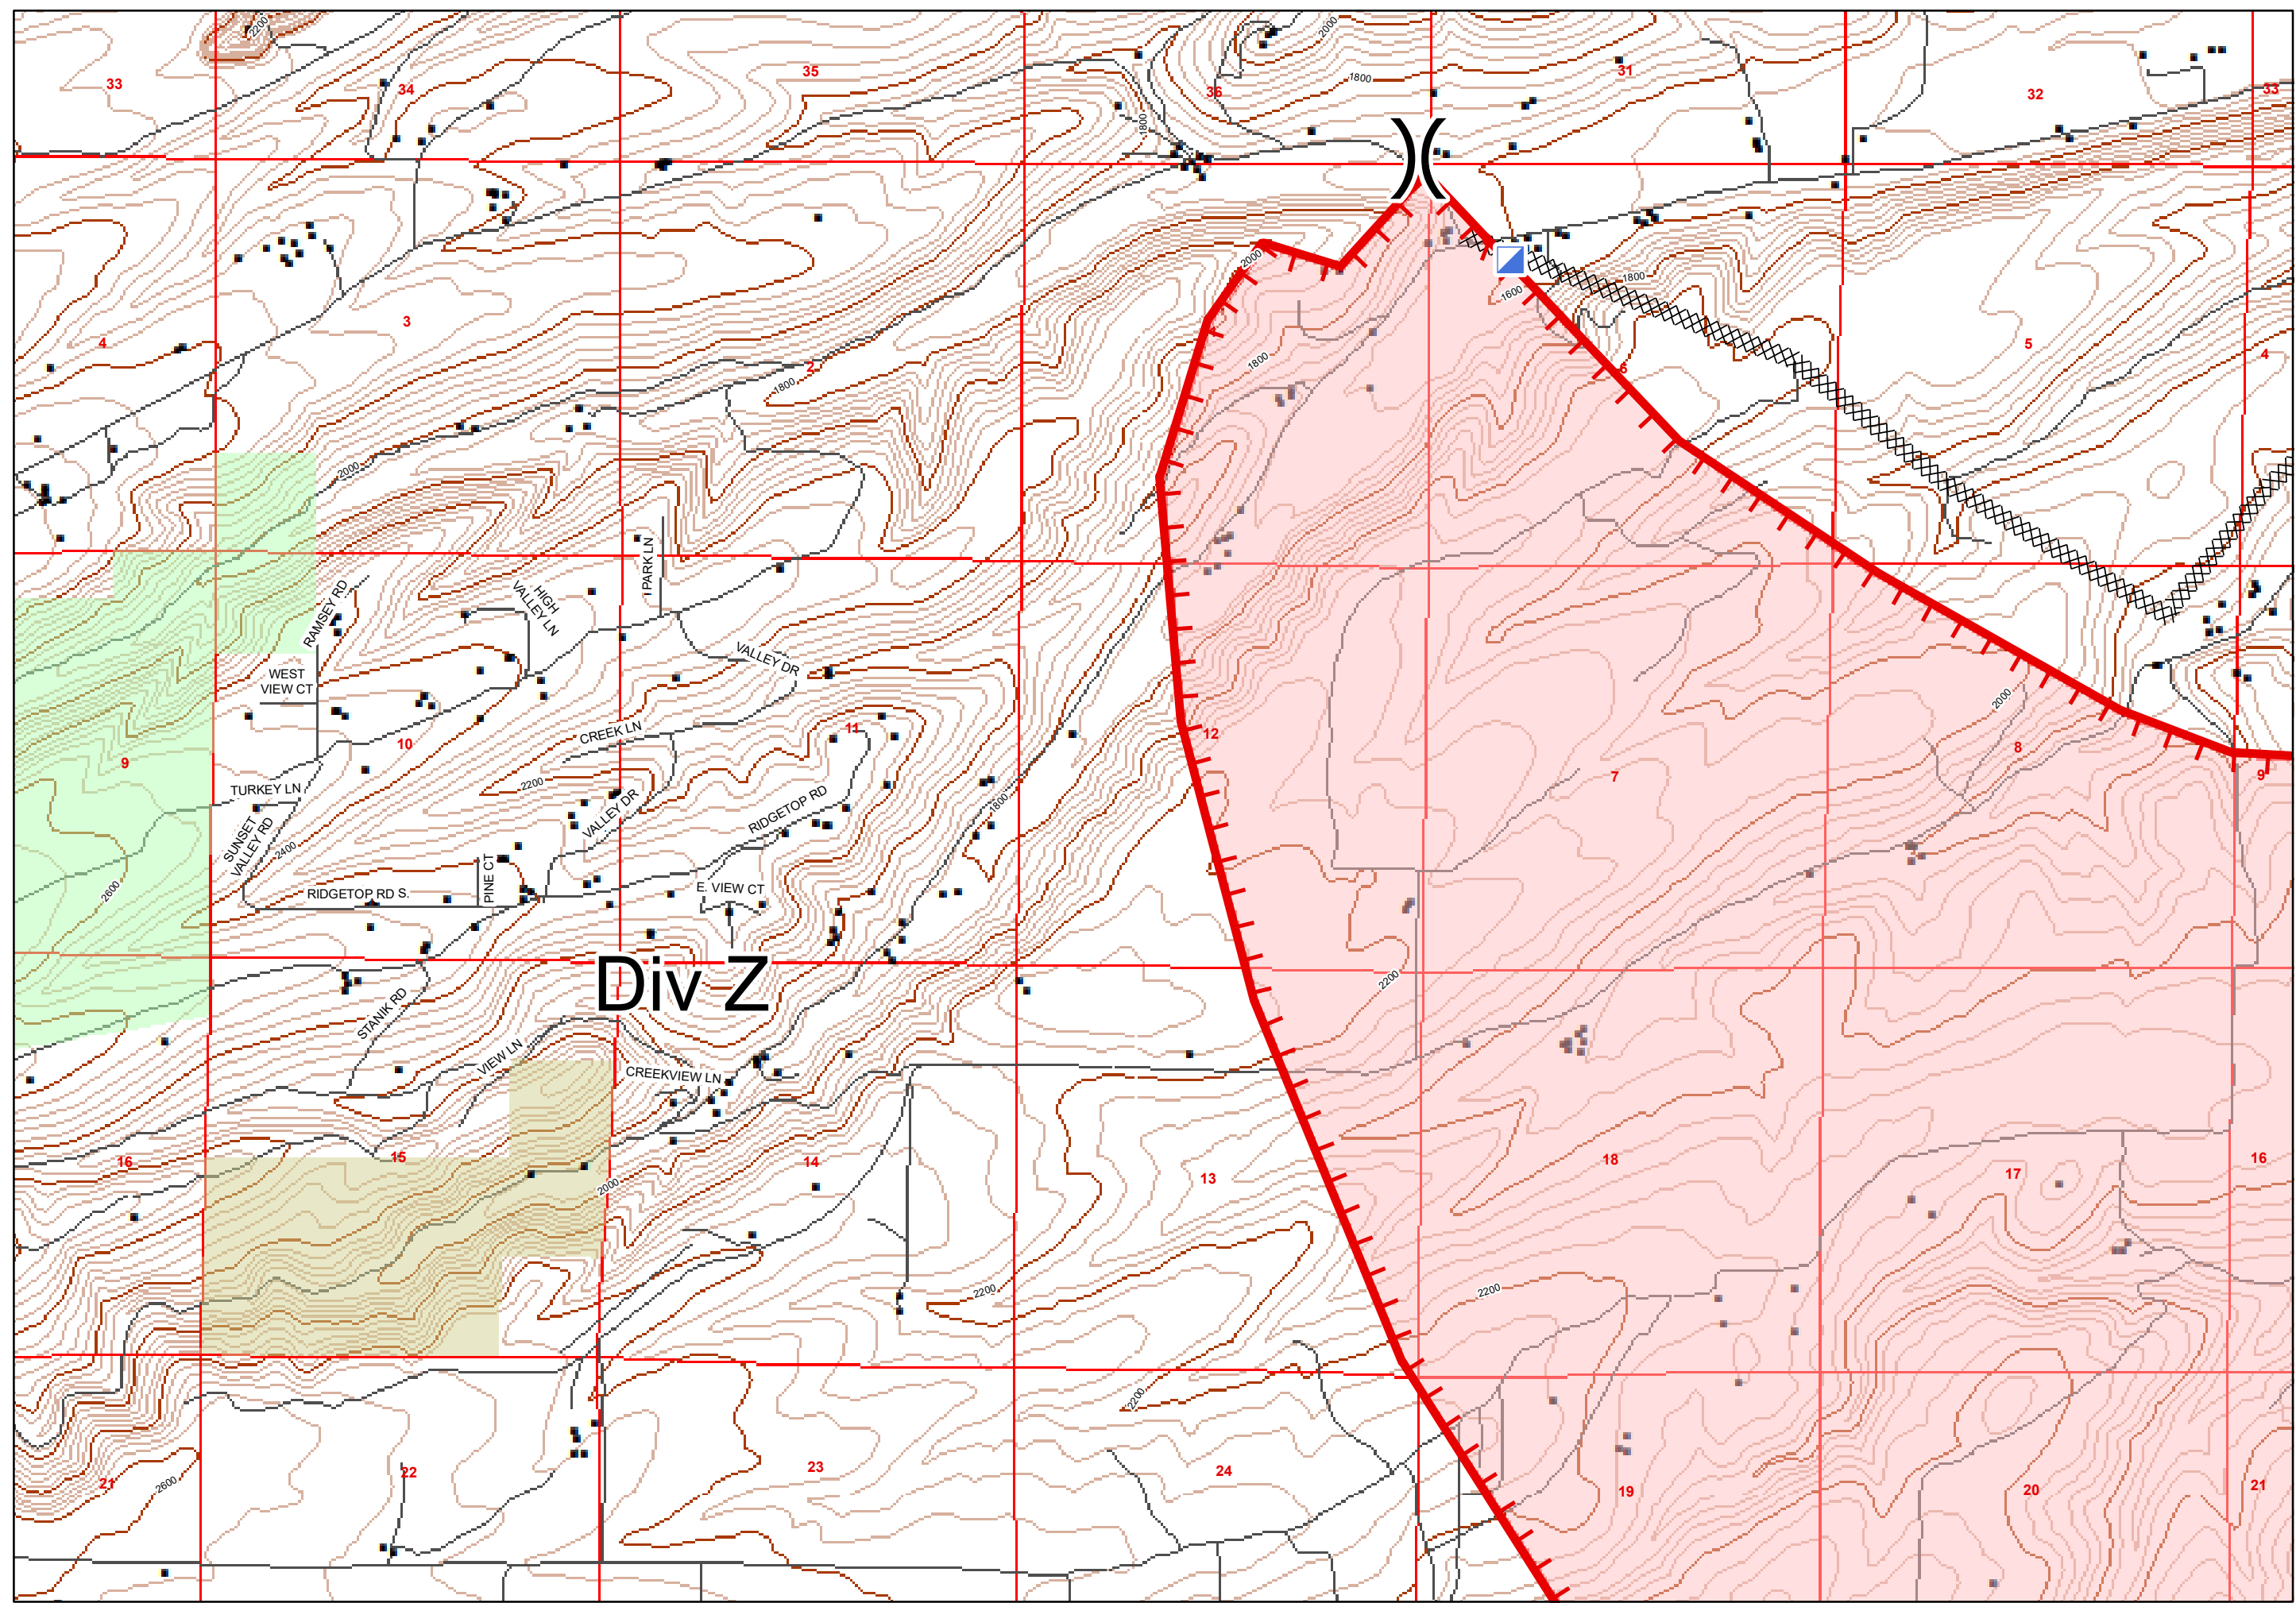 2200
2000
33
34
35
36
31
32
33
1800
1800
)(
2000
1800
1600
3
4
2
1800
1800
6
5
4
2000
PARK LN
HIGH
VALLEY LN
RAMSEY RD
VALLEY DR
WEST
VIEW CT
2000
CREEK LN
11
12
10
9
8
7
9
2200
TURKEY LN
1800
VALLEY DR
RIDGETOP RD
SUNSET
VALLEY RD
2400
2600
PINE CT
RIDGETOP RD S.
E. VIEW CT
Div Z
2200
STANIK RD
VIEW LN
CREEKVIEW LN
16
15
14
13
18
17
16
2000
2200
2200
2200
21
2600
22
23
24
19
20
21